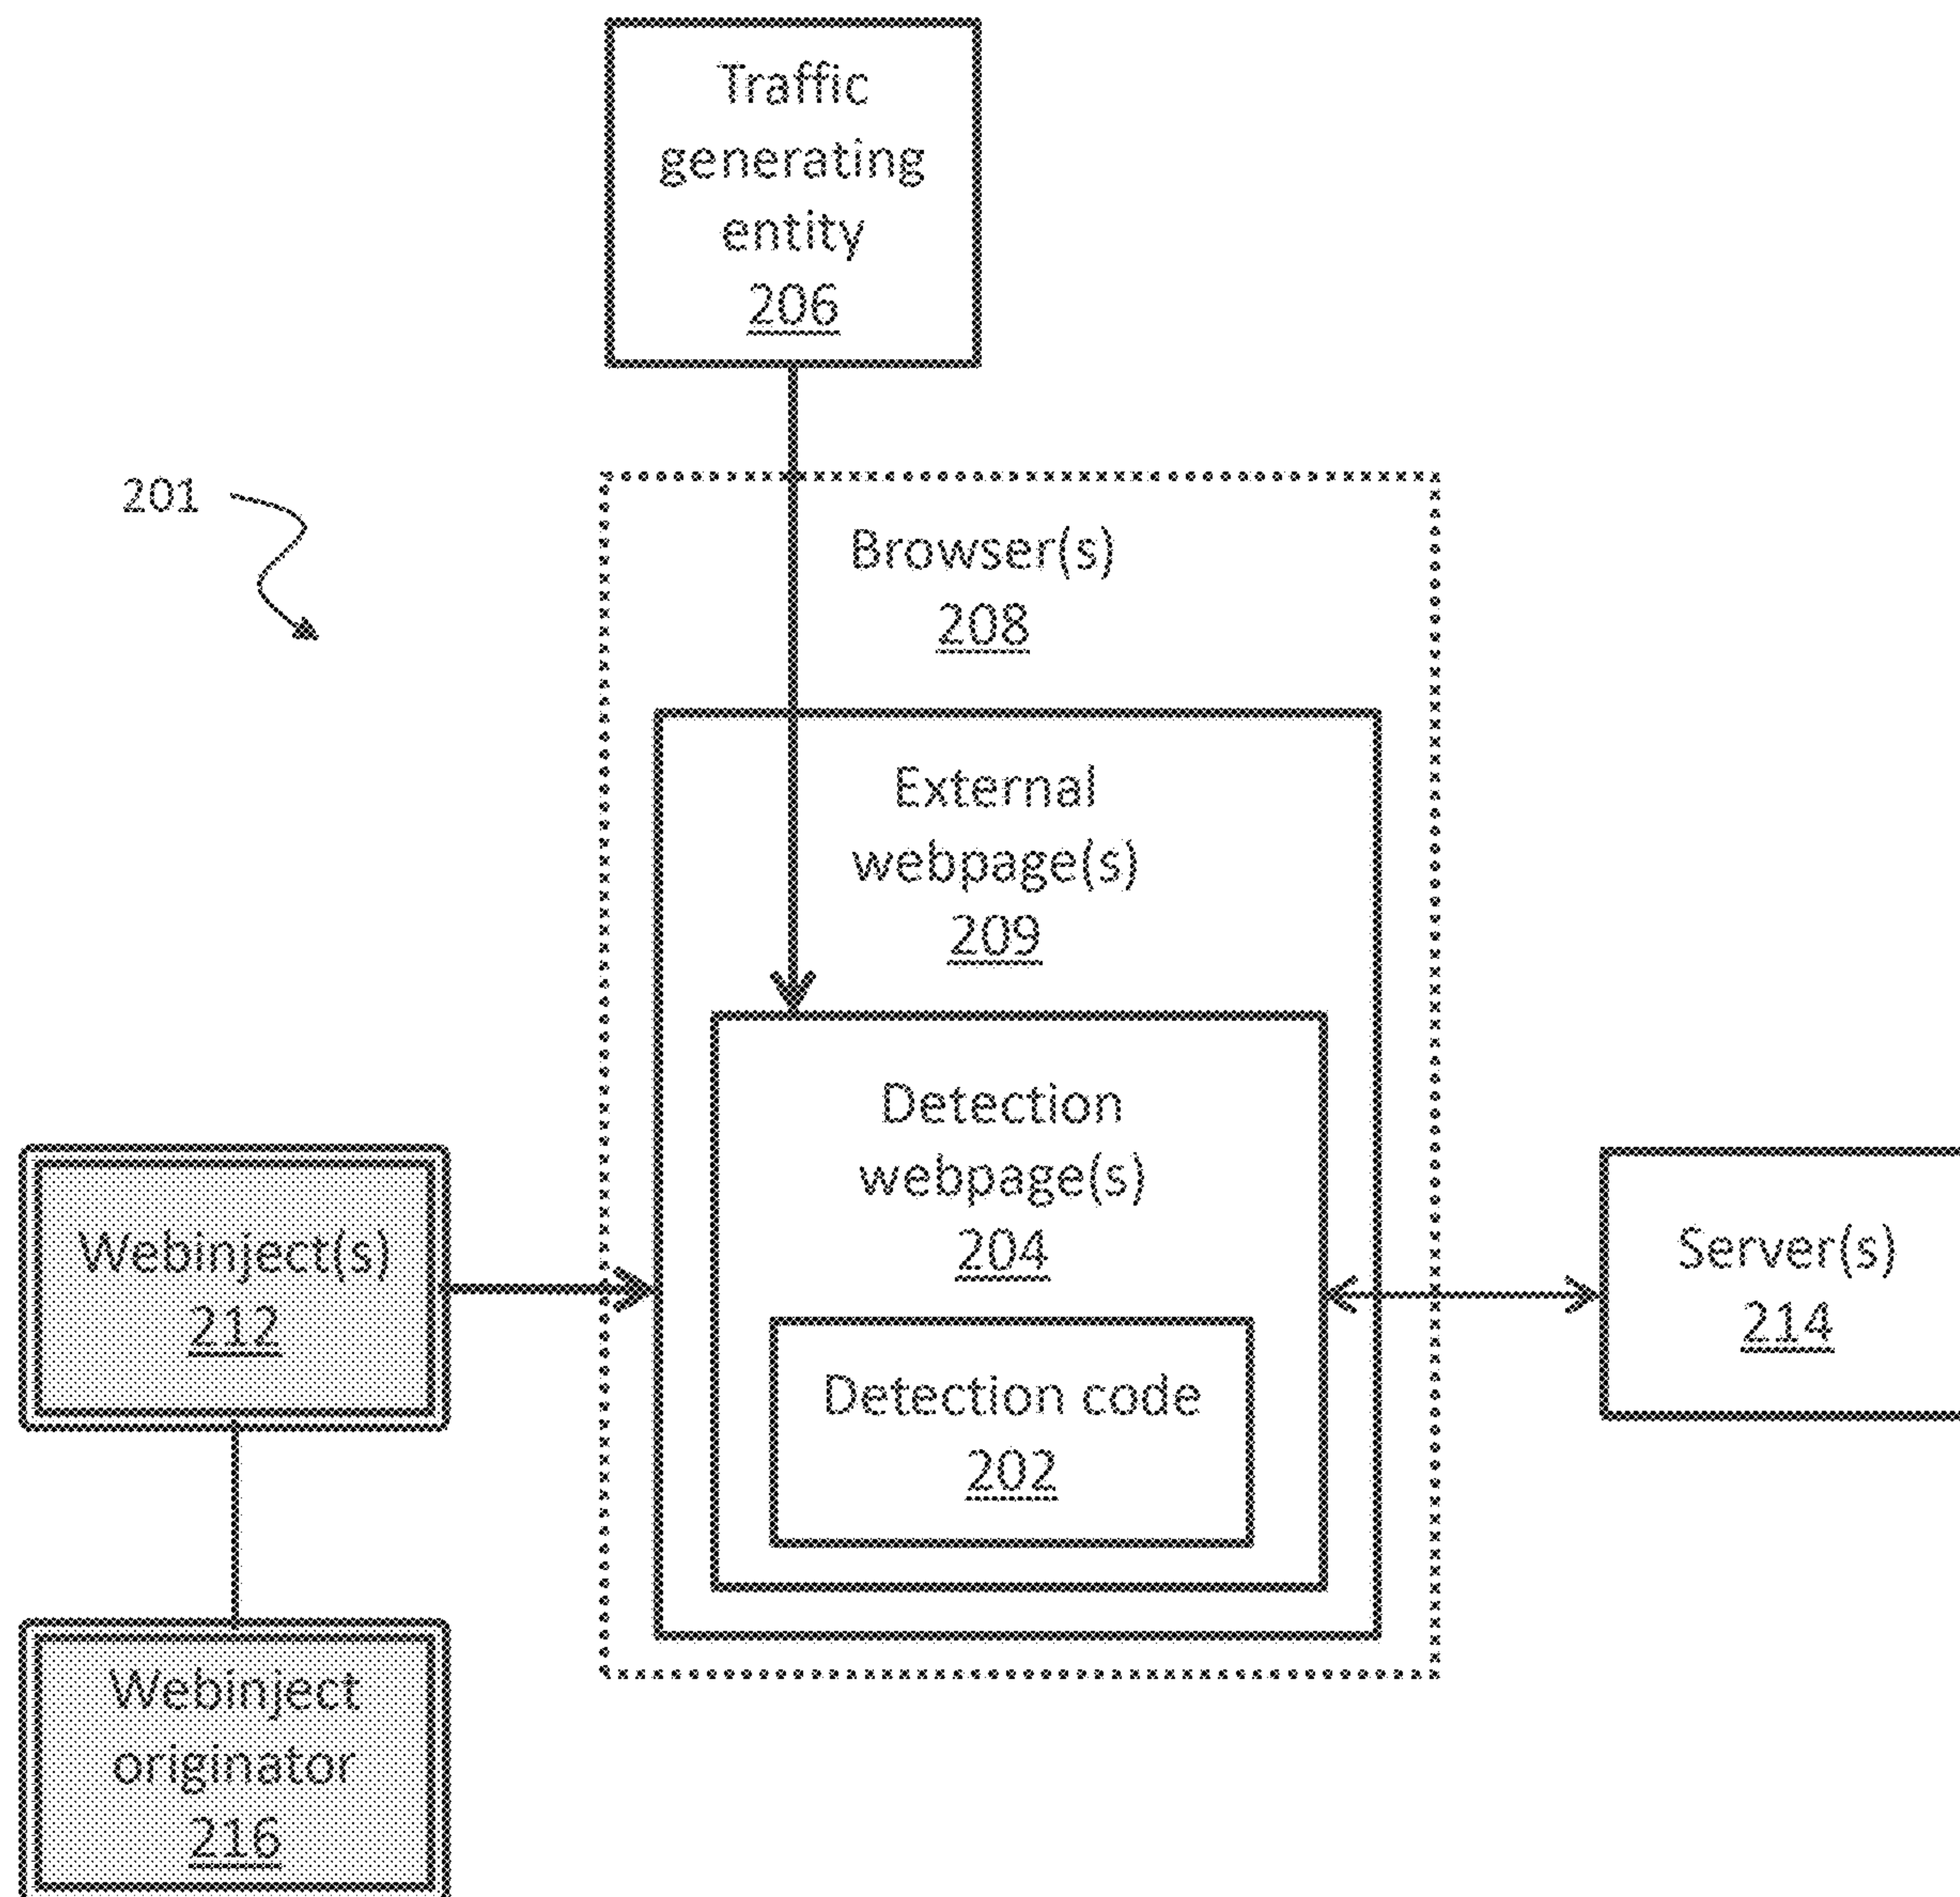 Traffic
generating
entity
206
201
Browser(s)
208
External
webpage(s)
209
Detection
webpage(s)
204
Detection code
202
Webinject(s)
212
Server(s)
214
Webinject
originator
216